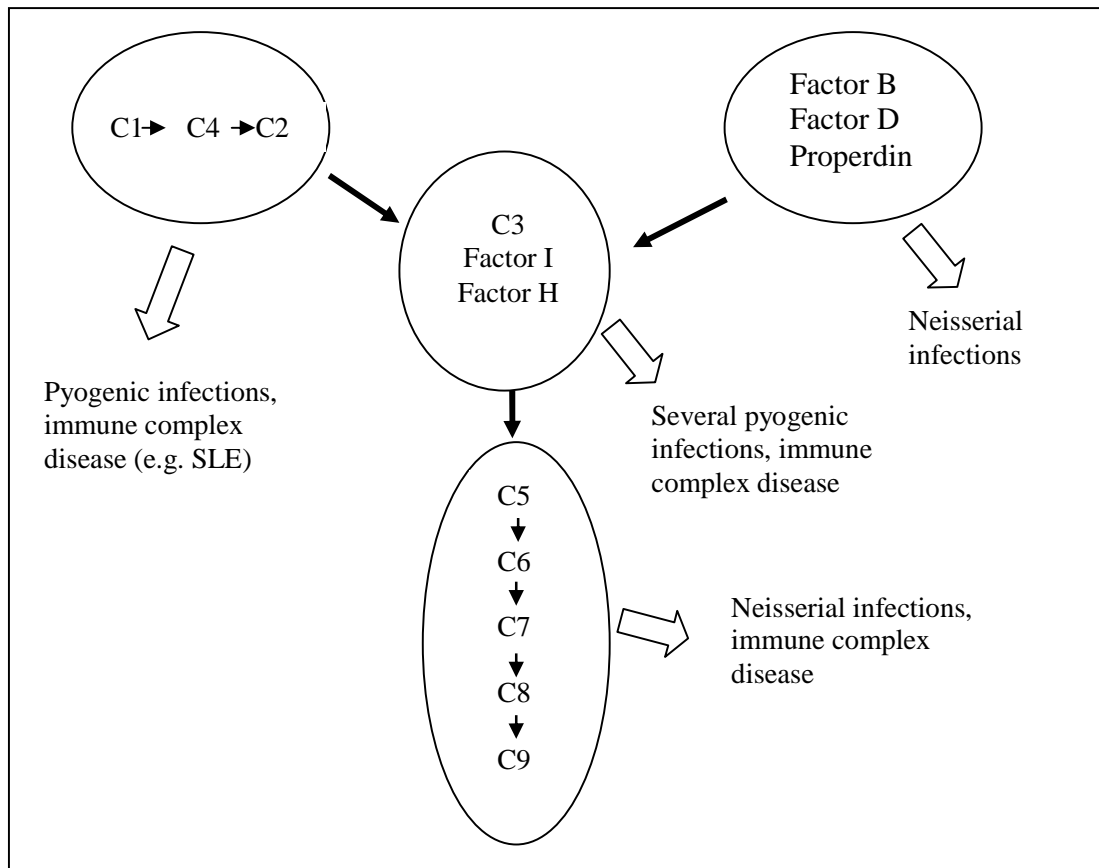 C1 C4 C2
Factor B
Factor D
Properdin
C3
Factor I
Factor H
Neisserial
infections
Pyogenic infections,
immune complex
disease (e.g. SLE)
Several pyogenic
infections, immune
complex disease
C5
C6
C7
C8
C9
Neisserial infections,
immune complex
disease